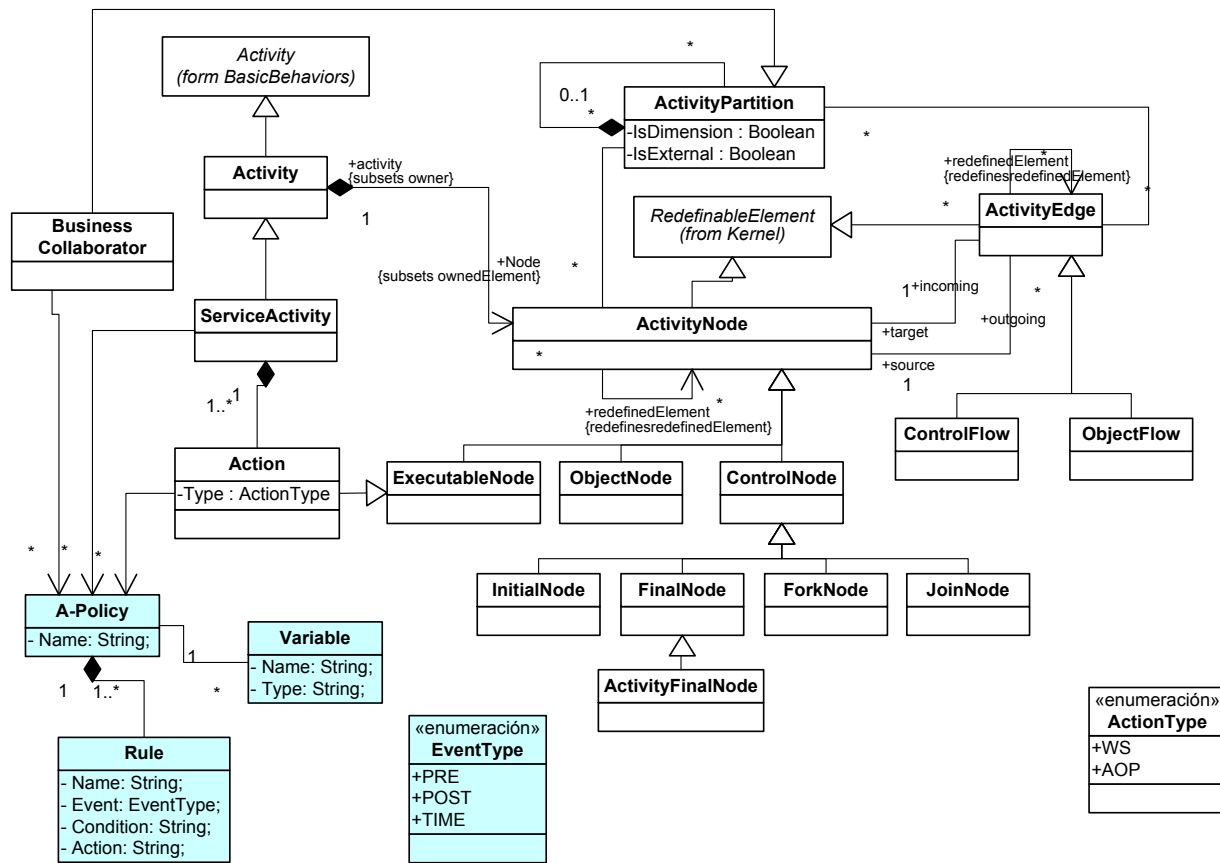 *
Activity
(form BasicBehaviors)
0..1
*
ActivityPartition
-IsDimension : Boolean
-IsExternal : Boolean
*
*
+redefinedElement
{redefinesredefinedElement}
*
Activity
+activity
{subsets owner}
1
Business
Collaborator
RedefinableElement
(from Kernel)
*
ActivityEdge
+Node
{subsets ownedElement}
*
1
+incoming
*
+outgoing
ServiceActivity
ActivityNode
*
+target
+source
1
1..*
1
+redefinedElement
{redefinesredefinedElement}
*
ControlFlow
ObjectFlow
Action
-Type : ActionType
ExecutableNode
ObjectNode
ControlNode
*
*
*
InitialNode
FinalNode
ForkNode
JoinNode
A-Policy
- Name: String;
1
*
Variable
- Name: String;
- Type: String;
1
1..*
ActivityFinalNode
Rule
- Name: String;
- Event: EventType;
- Condition: String;
- Action: String;
«enumeración»
EventType
+PRE
+POST
+TIME
«enumeración»
ActionType
+WS
+AOP